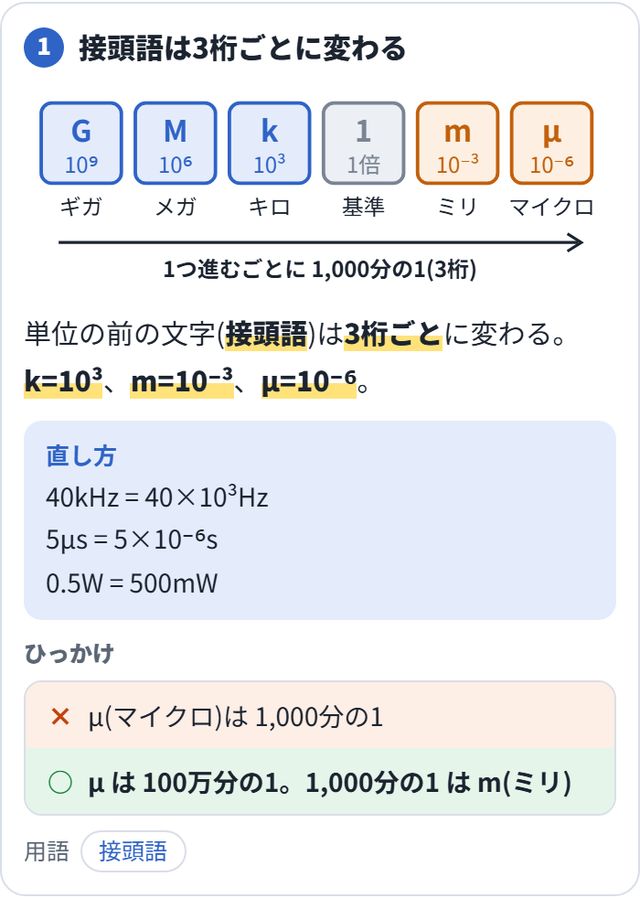 1 接頭語は3桁ごとに変わる
G M k 1 m μ
10⁹ 10⁶ 10³ 1倍 10⁻³ 10⁻⁶
ギガ メガ キロ 基準 ミリ マイクロ
1つ進むごとに 1,000分の1(3桁)
単位の前の文字(接頭語)は3桁ごとに変わる。
k=10³、m=10⁻³、μ=10⁻⁶。
直し方
40kHz = 40×10³Hz
5μs = 5×10⁻⁶s
0.5W = 500mW
ひっかけ
× μ(マイクロ)は 1,000分の1
○ μ は 100万分の1。1,000分の1 は m(ミリ)
用語 接頭語